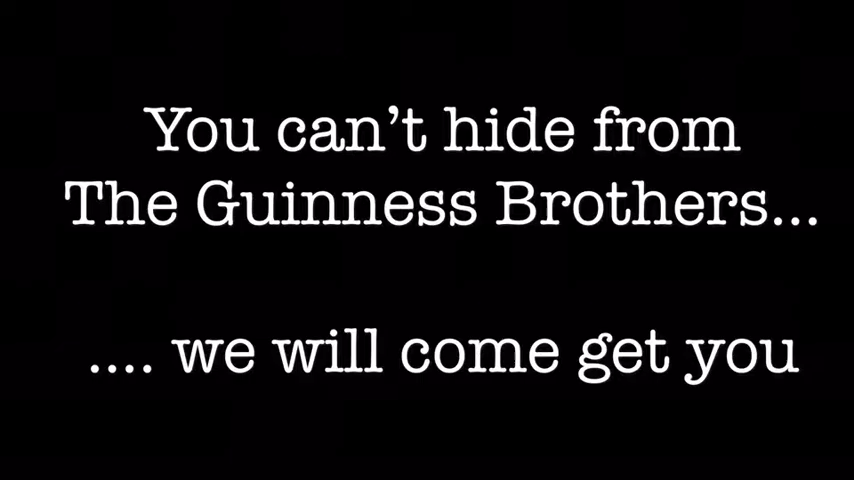 You can’t hide from
The Guinness Brothers...
.... we will come get you